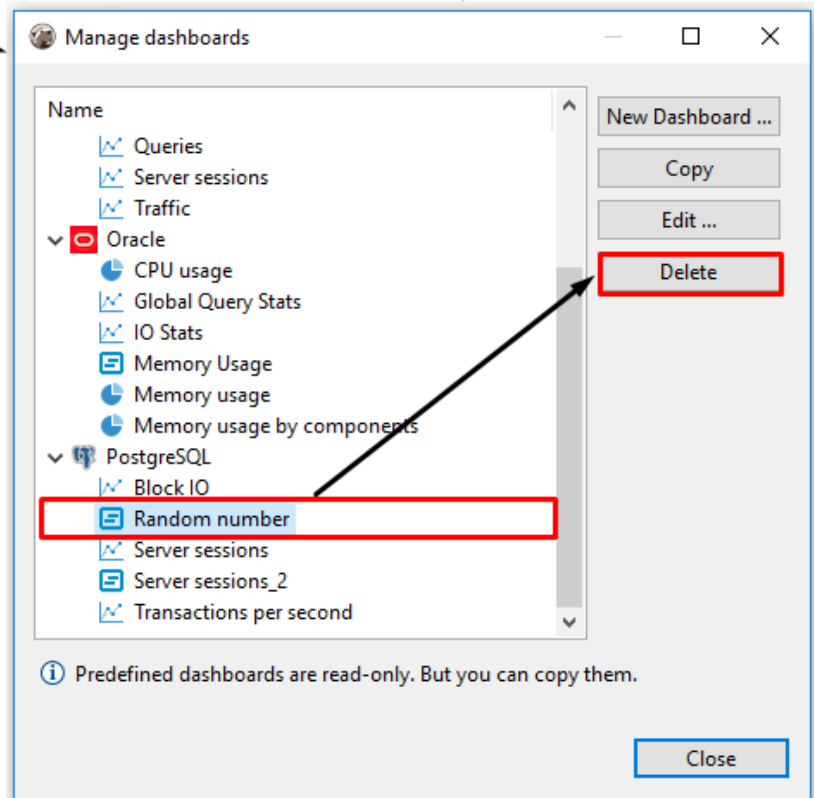 Manage dashboards
Name
New Dashboard ...
Queries
Copy
Server sessions
Traffic
Edit ...
Oracle
CPU usage
Delete
Global Query Stats
IO Stats
Memory Usage
Memory usage
Memory usage by components
PostgreSQL
Block IO
Random number
Server sessions
Server sessions_2
Transactions per second
Predefined dashboards are read-only. But you can copy them.
Close